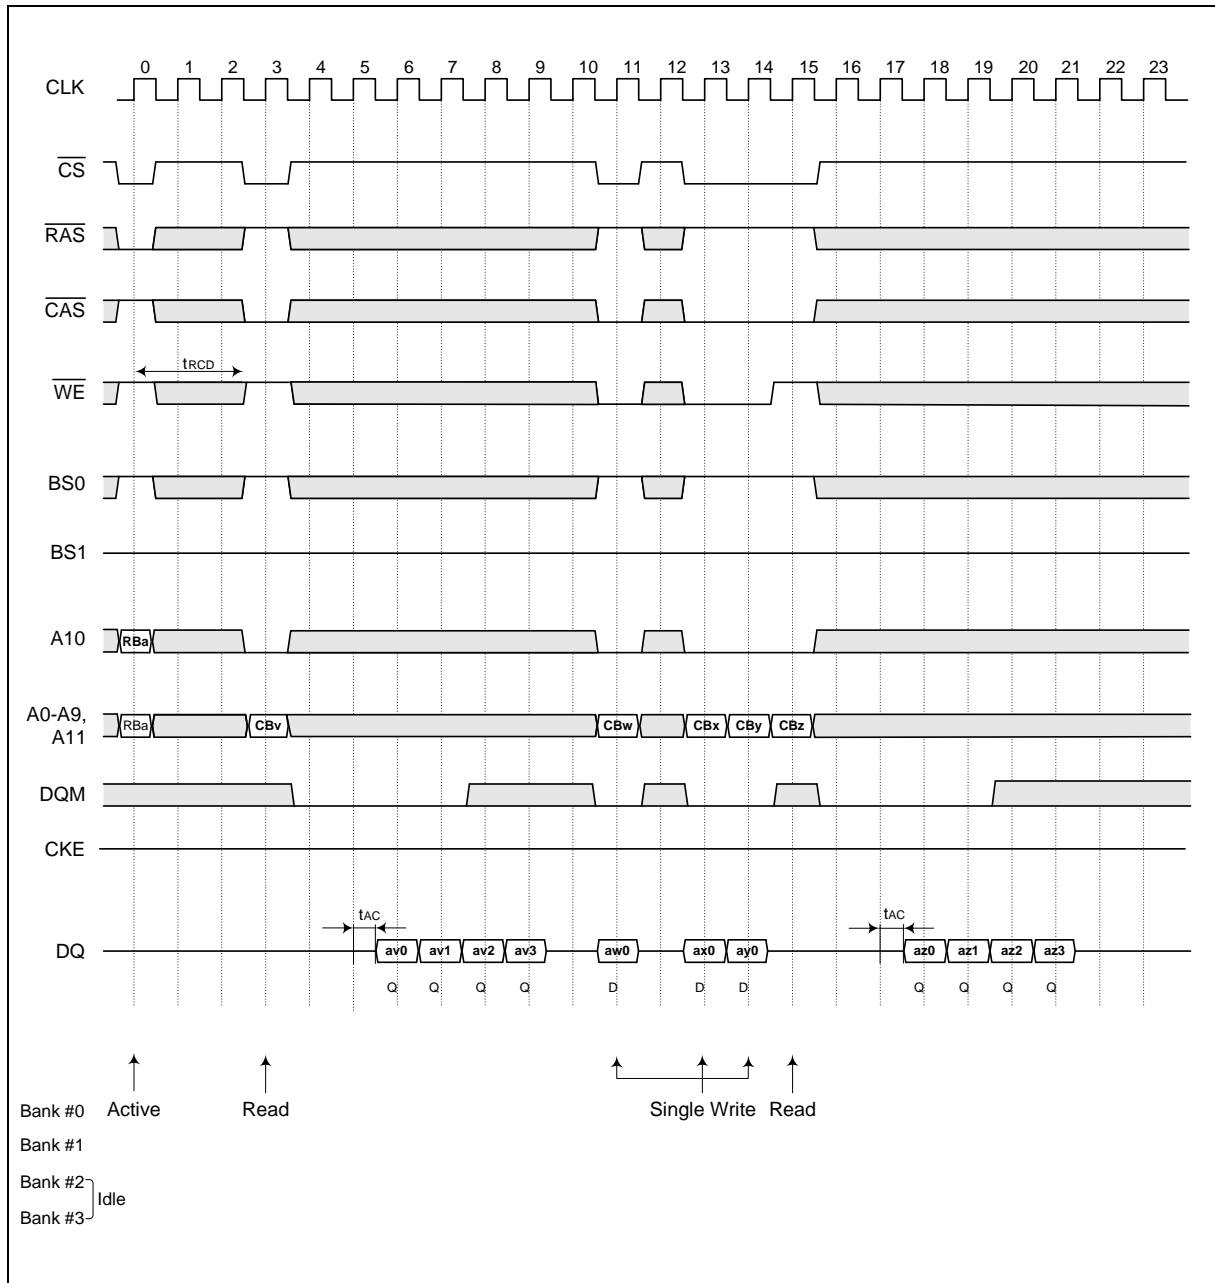 0 1 2 3 4 5 6 7 8 9 10 11 12 13 14 15 16 17 18 19 20 21 22 23
CLK
CS
RAS
CAS
tRCD
WE
BS0
BS1
A10 RBa
A0-A9,
A11 RBa CBv CBw CBx CBy CBz
DQM
CKE
tAC tAC
DQ av0 av1 av2 av3 aw0 ax0 ay0 az0 az1 az2 az3
Q Q Q Q D D D Q Q Q Q
Bank #0 Active Read Single Write Read
Bank #1
Bank #2
Idle
Bank #3